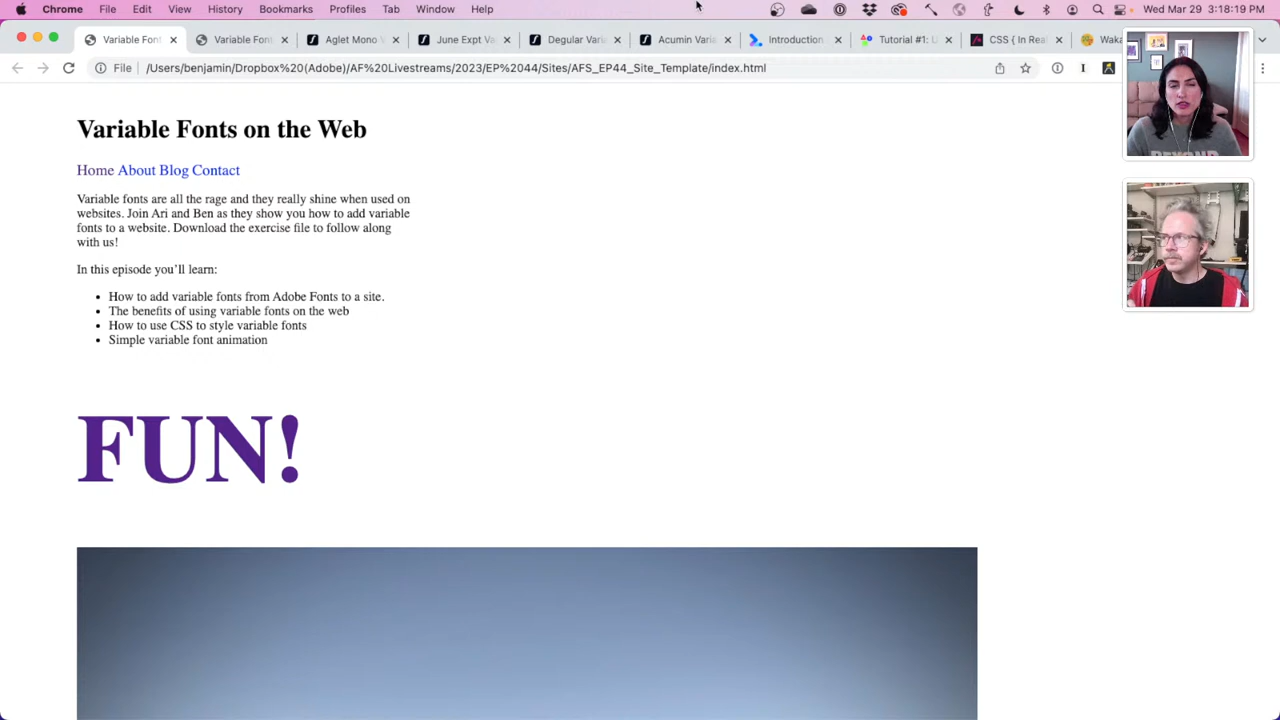 Chrome File Edit View History Bookmarks Profiles Tab Window Help Wed Mar 29 3:18:19 PM
Variable Font Variable Font Aglet Mono V June Expt Va Degular Varia Acumin Varia Introduction Tutorial #1: U CSS { In Rea Waka
File /Users/benjamin/Dropbox%20(Adobe)/AF%20Livestreams/2023/EP%2044/Sites/AFS_EP44_Site_Template/index.html
Variable Fonts on the Web
Home About Blog Contact
Variable fonts are all the rage and they really shine when used on
websites. Join Ari and Ben as they show you how to add variable
fonts to a website. Download the exercise file to follow along
with us!
In this episode you’ll learn:
• How to add variable fonts from Adobe Fonts to a site.
• The benefits of using variable fonts on the web
• How to use CSS to style variable fonts
• Simple variable font animation
FUN!
BEYOND